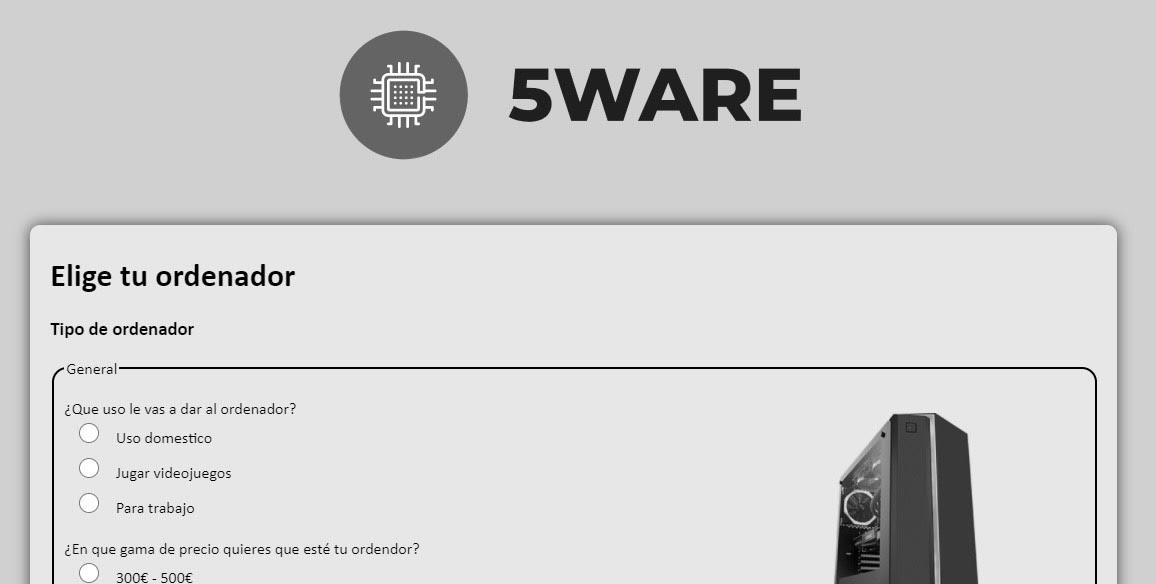 5WARE
Elige tu ordenador
Tipo de ordenador
General
¿Que uso le vas a dar al ordenador?
Uso domestico
Jugar videojuegos
Para trabajo
¿En que gama de precio quieres que esté tu ordendor?
300€ - 500€